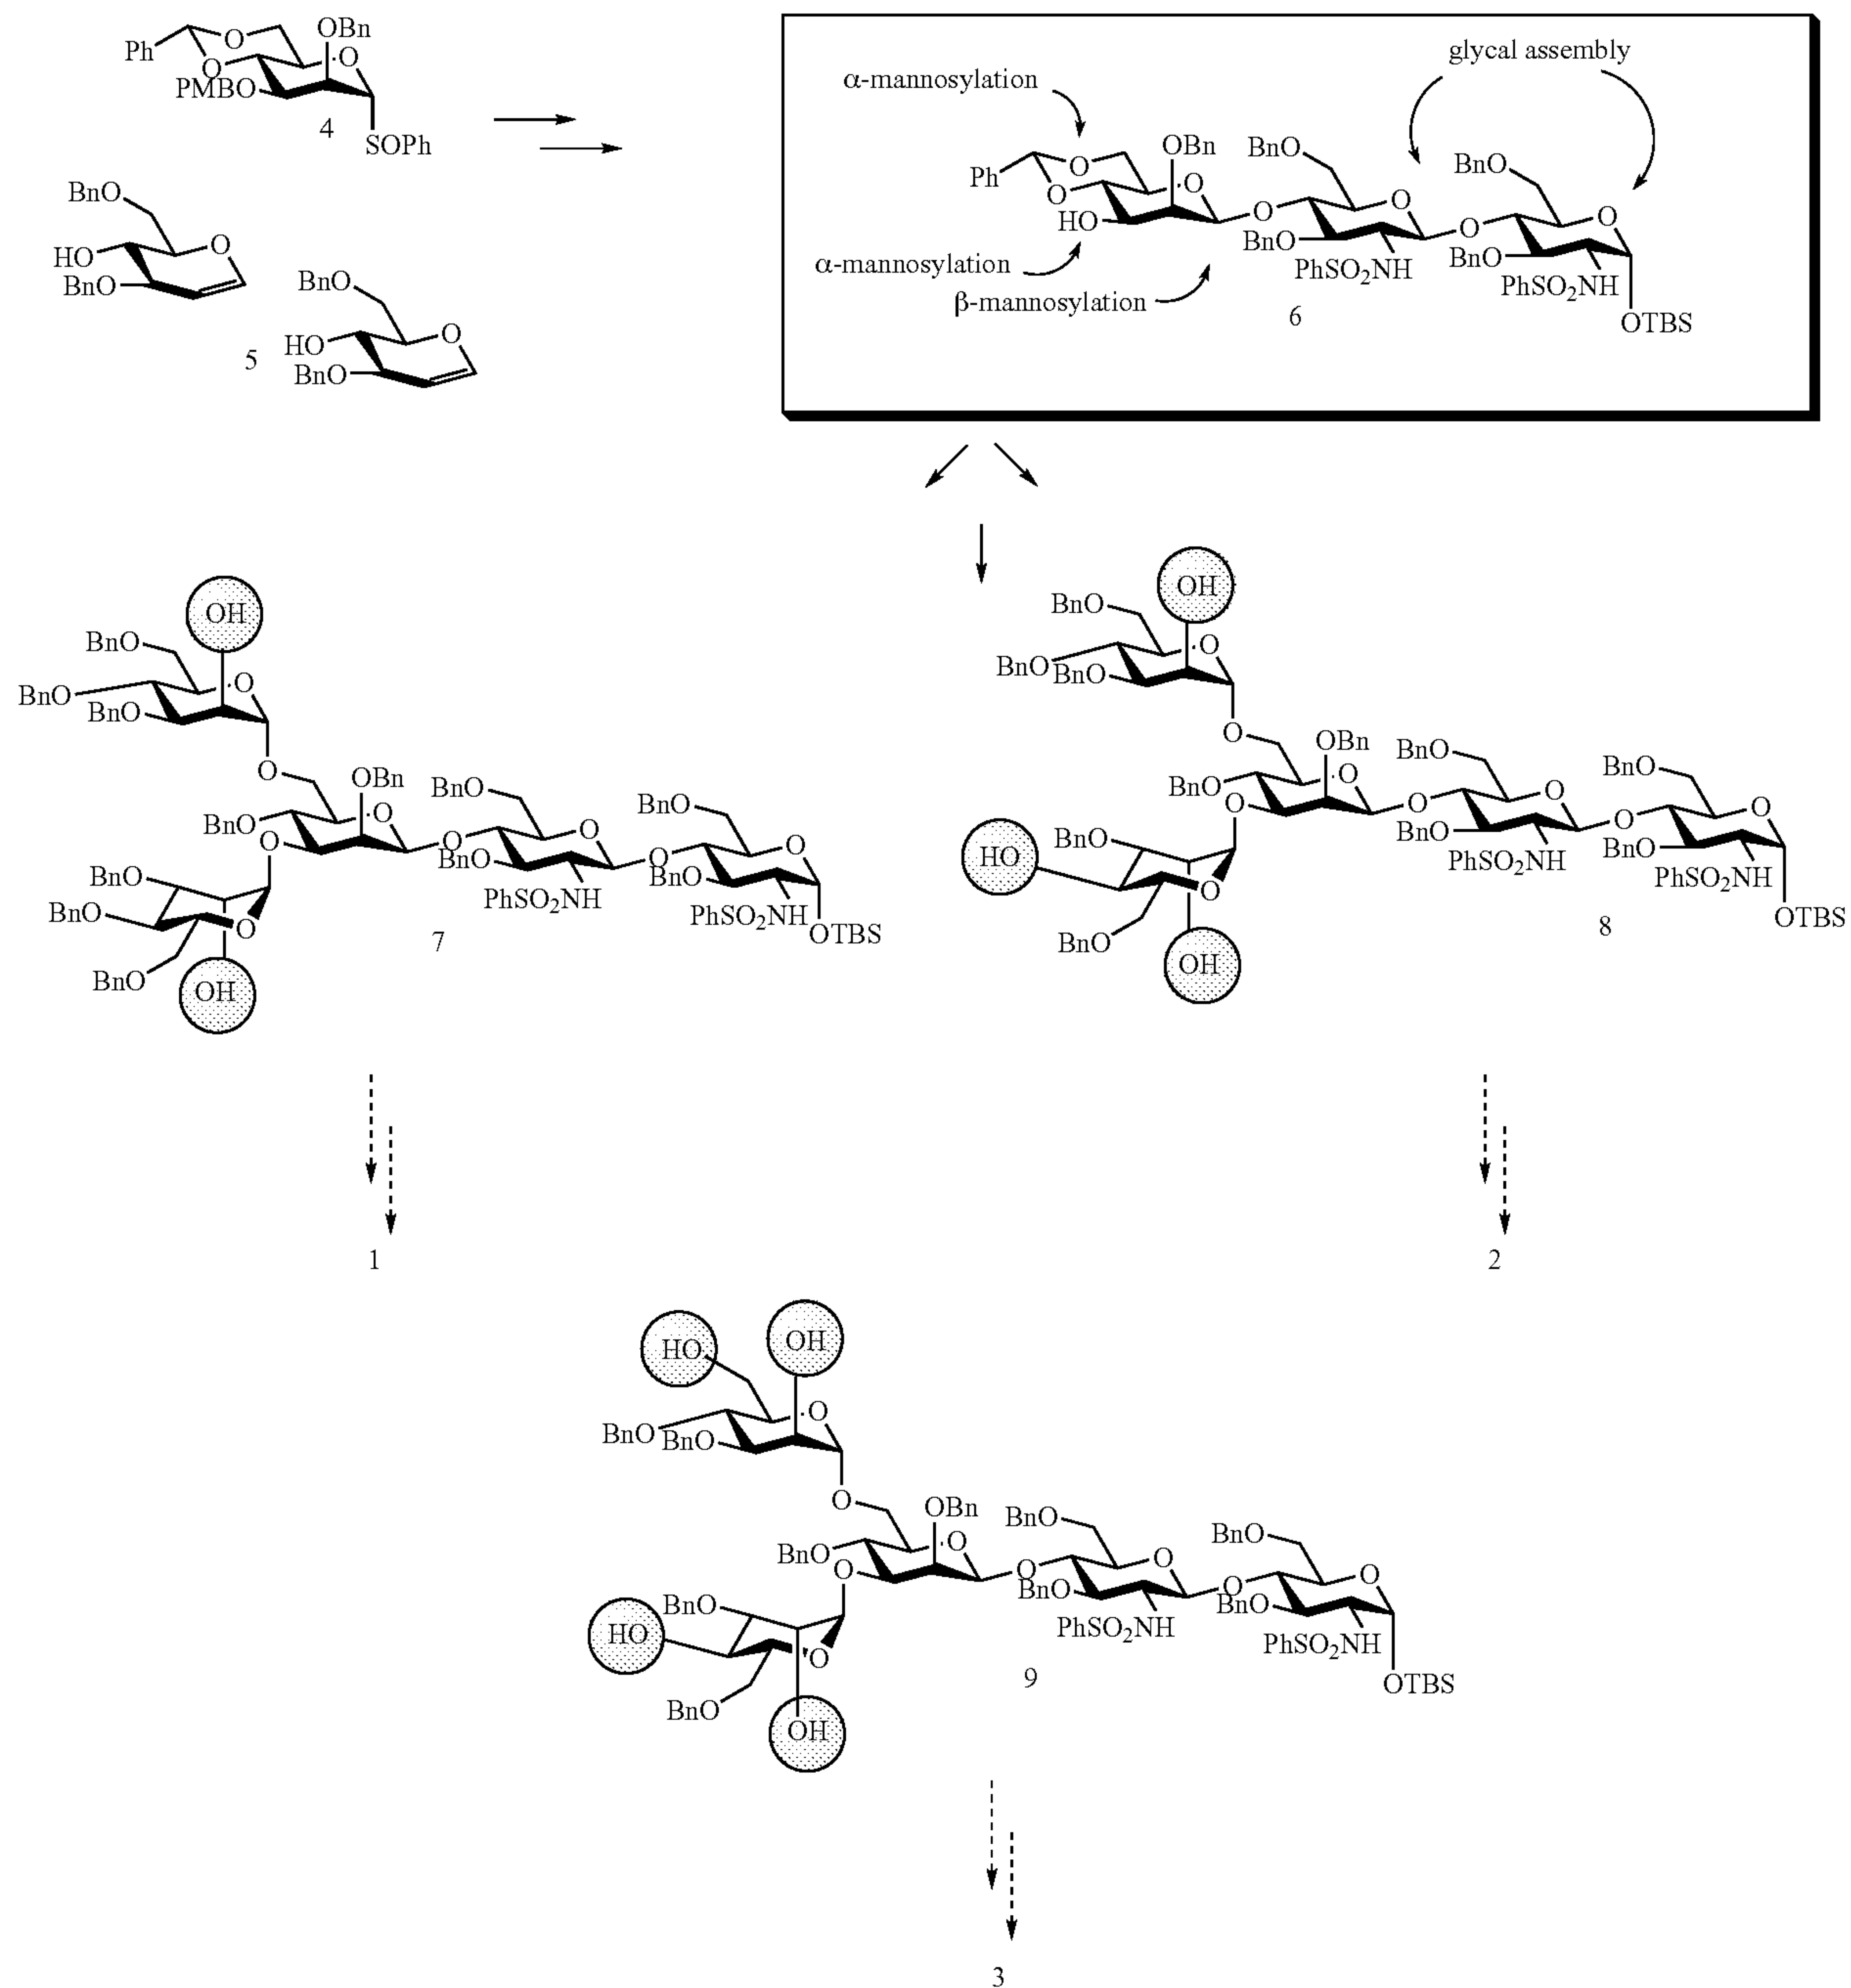 OBn
O
O
Ph
O
PMBO
4
SOPh
BnO
O
HO
BnO
5
BnO
O
HO
BnO
glycal assembly
α-mannosylation
OBn
BnO
BnO
O
O
Ph
O
O
O
HO
O
O
BnO
PhSO₂NH
BnO
PhSO₂NH
α-mannosylation
β-mannosylation
6
OTBS
OH
BnO
O
BnO
BnO
O
OBn
BnO
BnO
O
O
O
BnO
O
O
O
BnO
BnO
BnO
PhSO₂NH
PhSO₂NH
OTBS
BnO
O
BnO
OH
7
OH
BnO
O
BnO
BnO
O
OBn
BnO
BnO
O
O
O
BnO
O
O
O
HO
BnO
BnO
PhSO₂NH
BnO
PhSO₂NH
O
BnO
OTBS
8
OH
1
2
HO
OH
O
BnO
BnO
O
OBn
BnO
BnO
O
O
O
BnO
O
O
O
BnO
BnO
BnO
HO
PhSO₂NH
PhSO₂NH
O
BnO
OTBS
9
OH
3